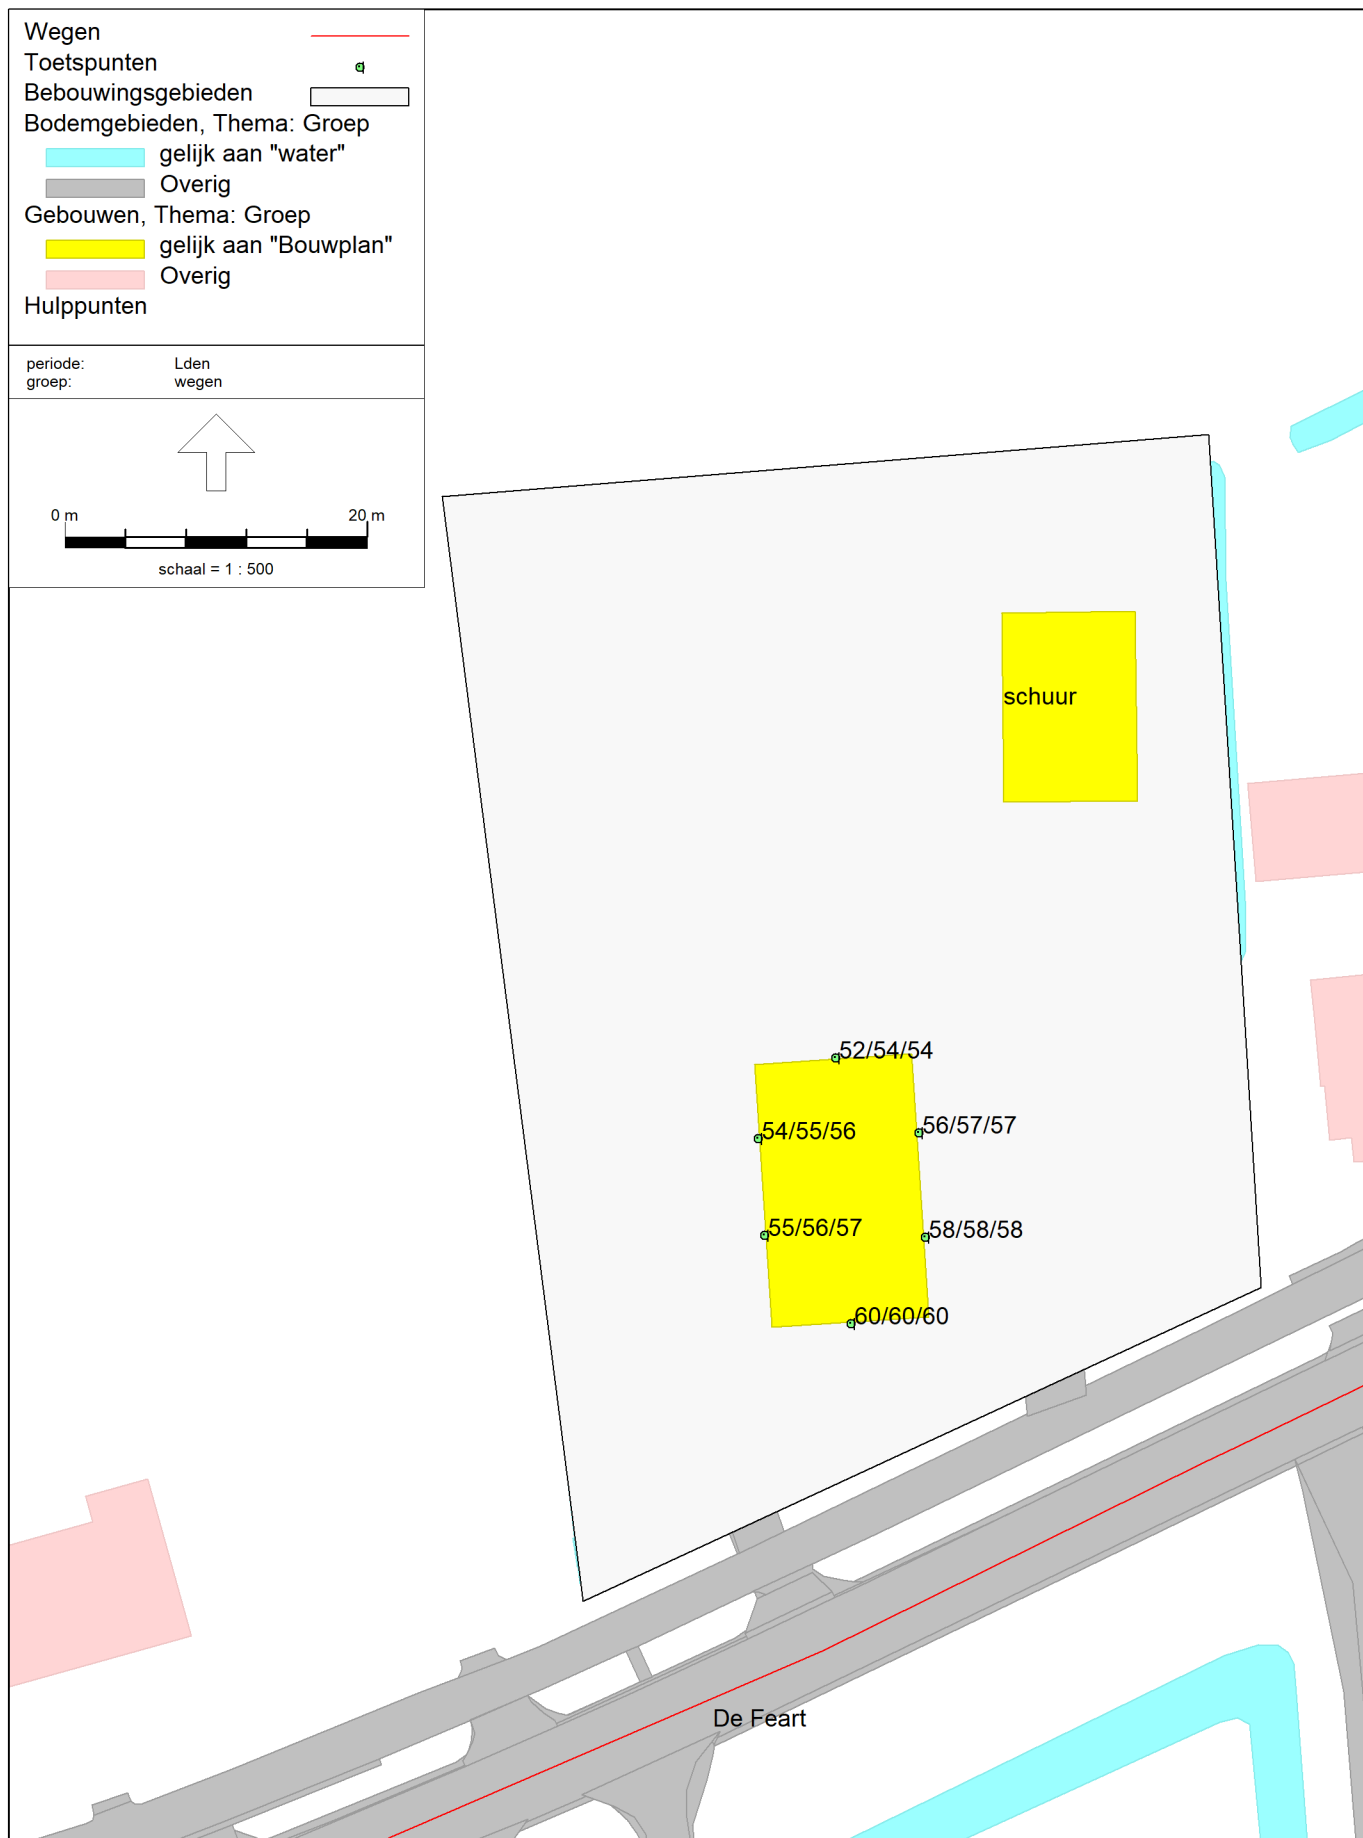 Wegen
Toetspunten
Bebouwingsgebieden
Bodemgebieden, Thema: Groep
gelijk aan "water"
Overig
Gebouwen, Thema: Groep
gelijk aan "Bouwplan"
Overig
Hulppunten
periode: Lden
groep: wegen
0 m 20 m
schaal = 1 : 500
schuur
52/54/54
54/55/56
56/57/57
55/56/57
58/58/58
60/60/60
De Feart